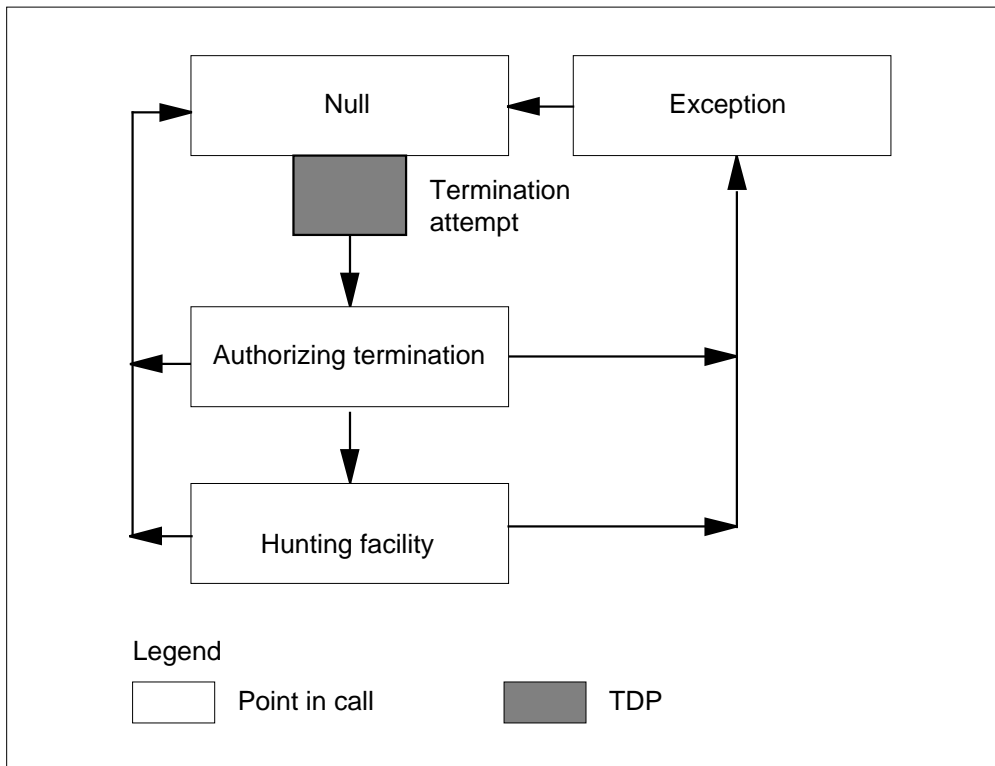 Null
Exception
Termination
attempt
Authorizing termination
Hunting facility
Legend
Point in call
TDP